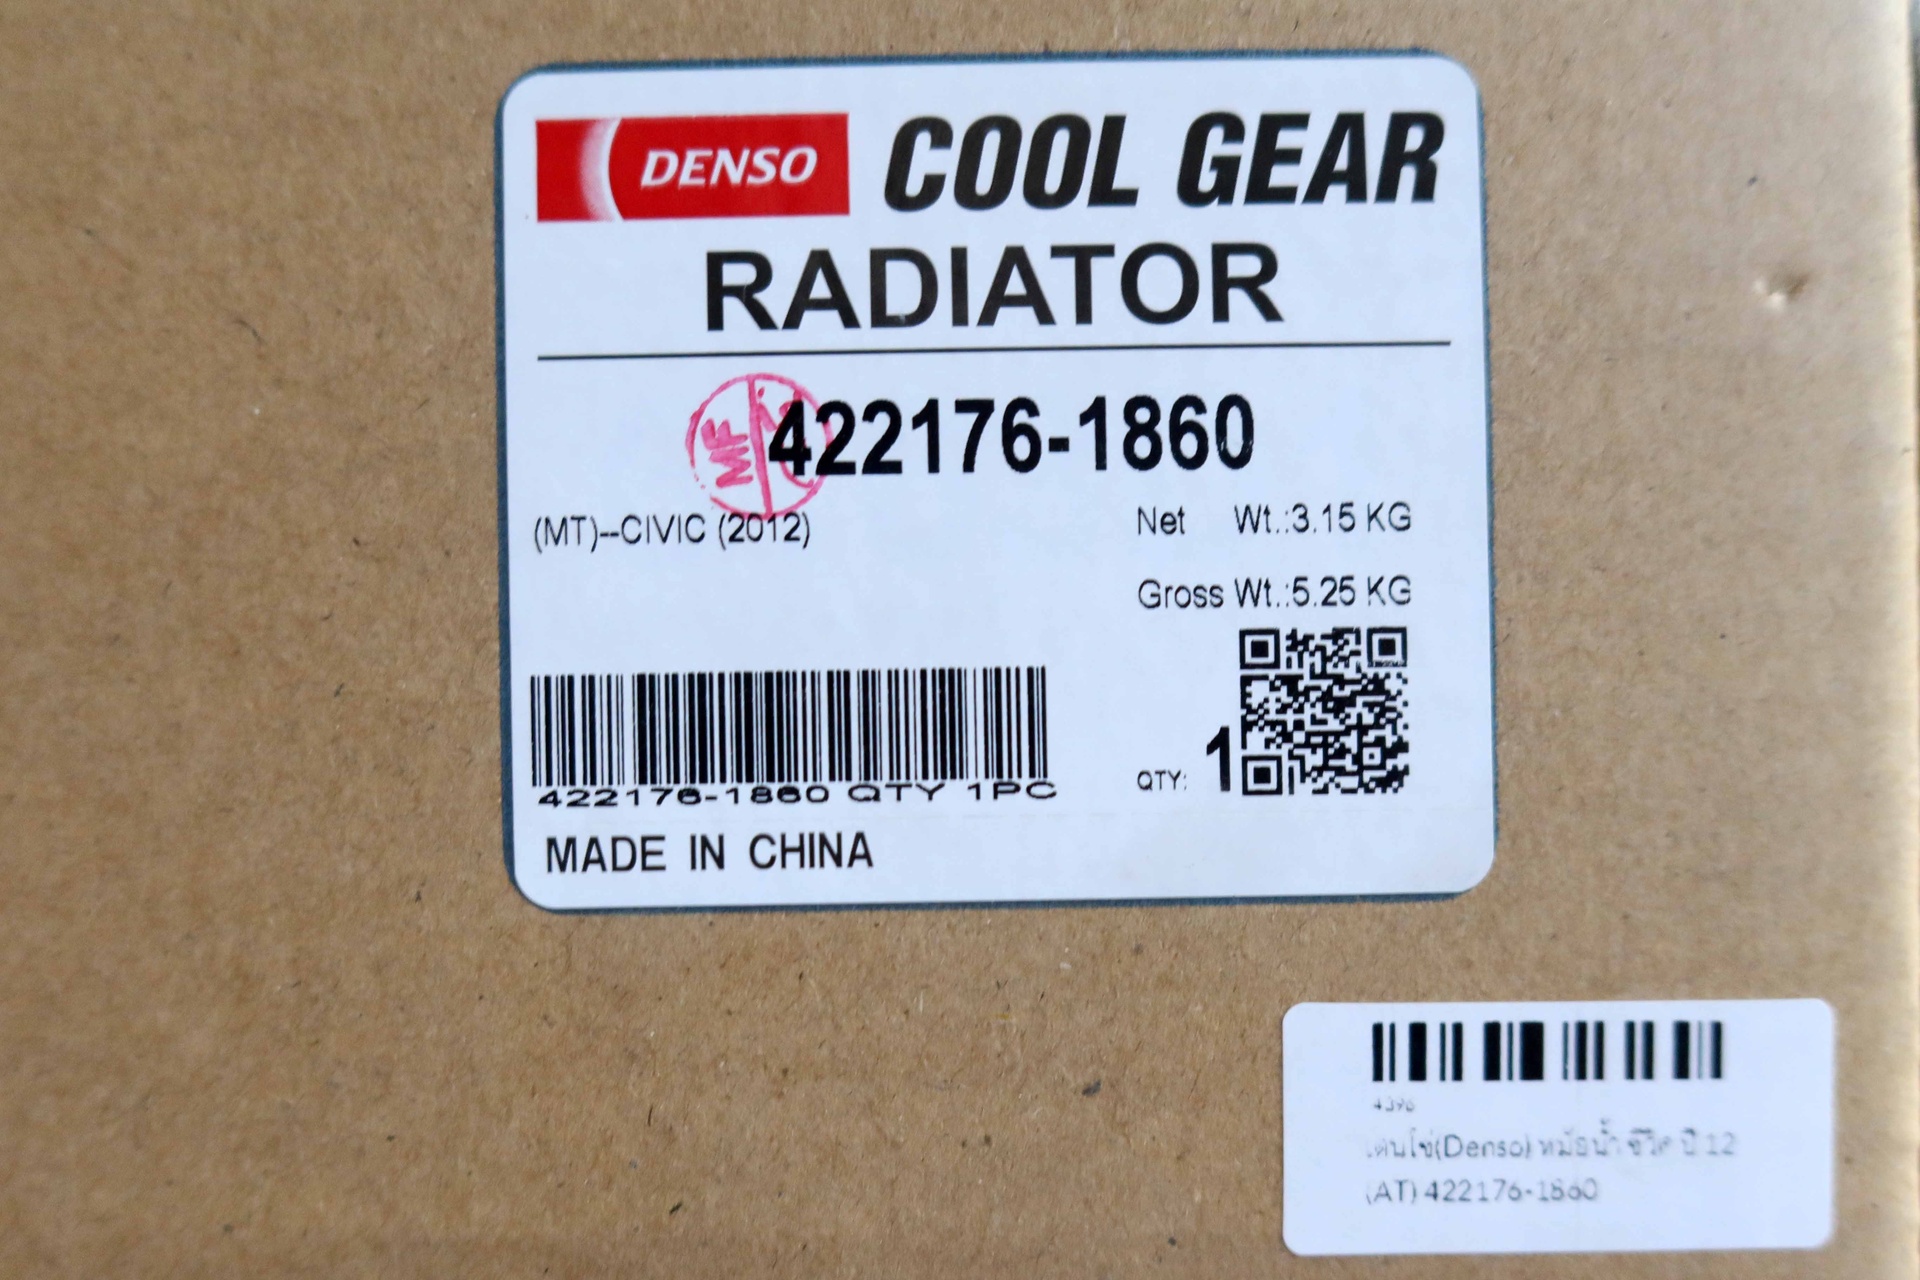 DENSO COOL GEAR
RADIATOR
MF
422176-1860
(MT)--CIVIC (2012)
Net Wt.:3.15 KG
Gross Wt.:5.25 KG
422176-1860 QTY 1PC
QTY: 1
MADE IN CHINA
4396
เดนโซ่(Denso) หม้อน้ำ ซีวิค ปี 12
(AT) 422176-1860